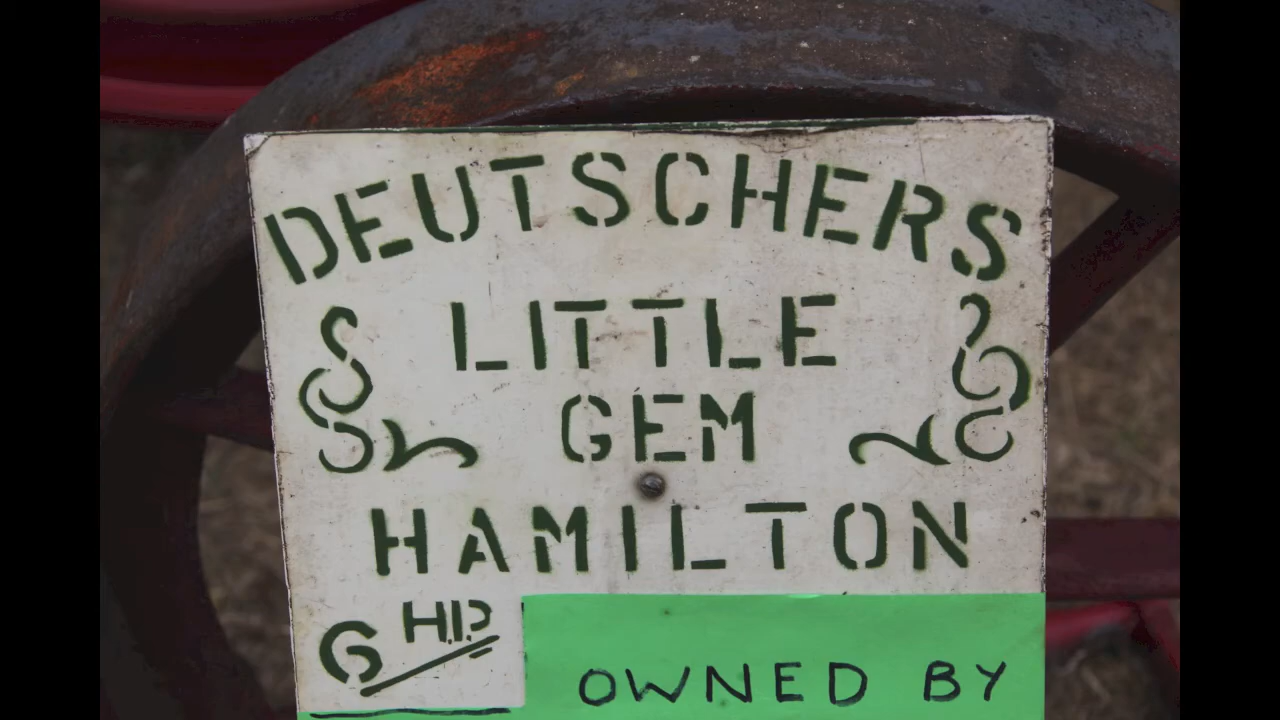 DEUTSCHERS
LITTLE
GEM
HAMILTON
6 H.P.
OWNED BY